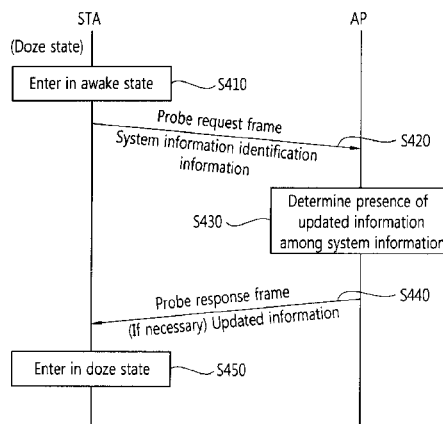 STA
AP
(Doze state)
Enter in awake state
S410
Probe request frame
S420
System information identification
information
S430
Determine presence of
updated information
among system information
S440
Probe response frame
(If necessary) Updated information
Enter in doze state
S450